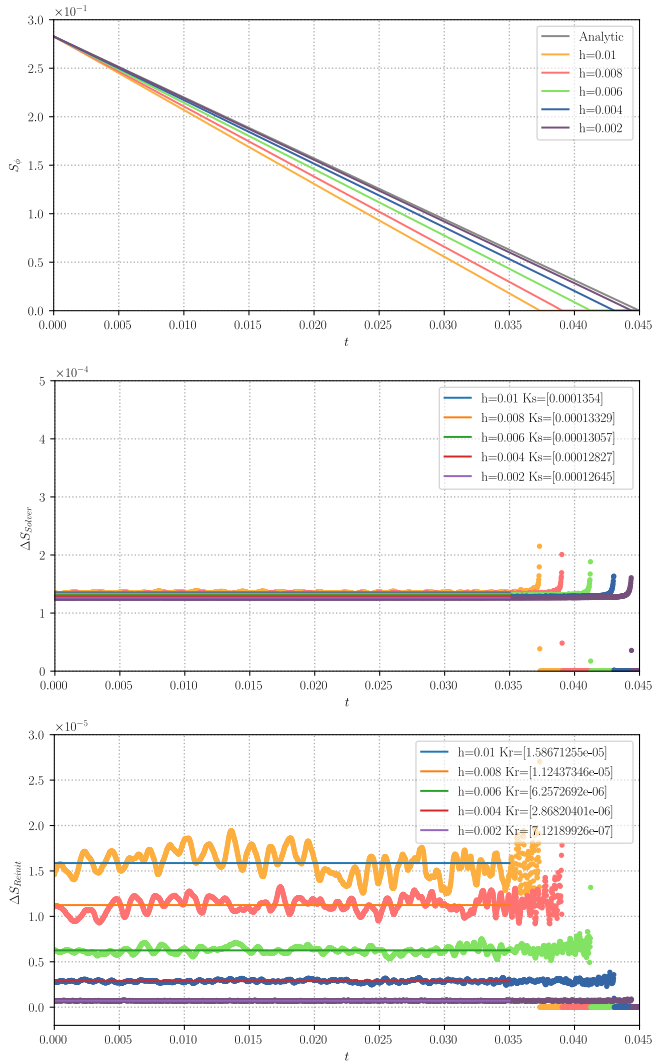 ×10⁻¹
3.0
2.5
2.0
1.5
1.0
0.5
0.0
S_ϕ
Analytic
h=0.01
h=0.008
h=0.006
h=0.004
h=0.002
0.000 0.005 0.010 0.015 0.020 0.025 0.030 0.035 0.040 0.045
t
×10⁻⁴
5
4
3
2
1
0
ΔS_Solver
h=0.01 Ks=[0.0001354]
h=0.008 Ks=[0.00013329]
h=0.006 Ks=[0.00013057]
h=0.004 Ks=[0.00012827]
h=0.002 Ks=[0.00012645]
0.000 0.005 0.010 0.015 0.020 0.025 0.030 0.035 0.040 0.045
t
×10⁻⁵
3.0
2.5
2.0
1.5
1.0
0.5
0.0
ΔS_Reinit
h=0.01 Kr=[1.58671255e-05]
h=0.008 Kr=[1.12437346e-05]
h=0.006 Kr=[6.2572692e-06]
h=0.004 Kr=[2.86820401e-06]
h=0.002 Kr=[7.12189926e-07]
0.000 0.005 0.010 0.015 0.020 0.025 0.030 0.035 0.040 0.045
t